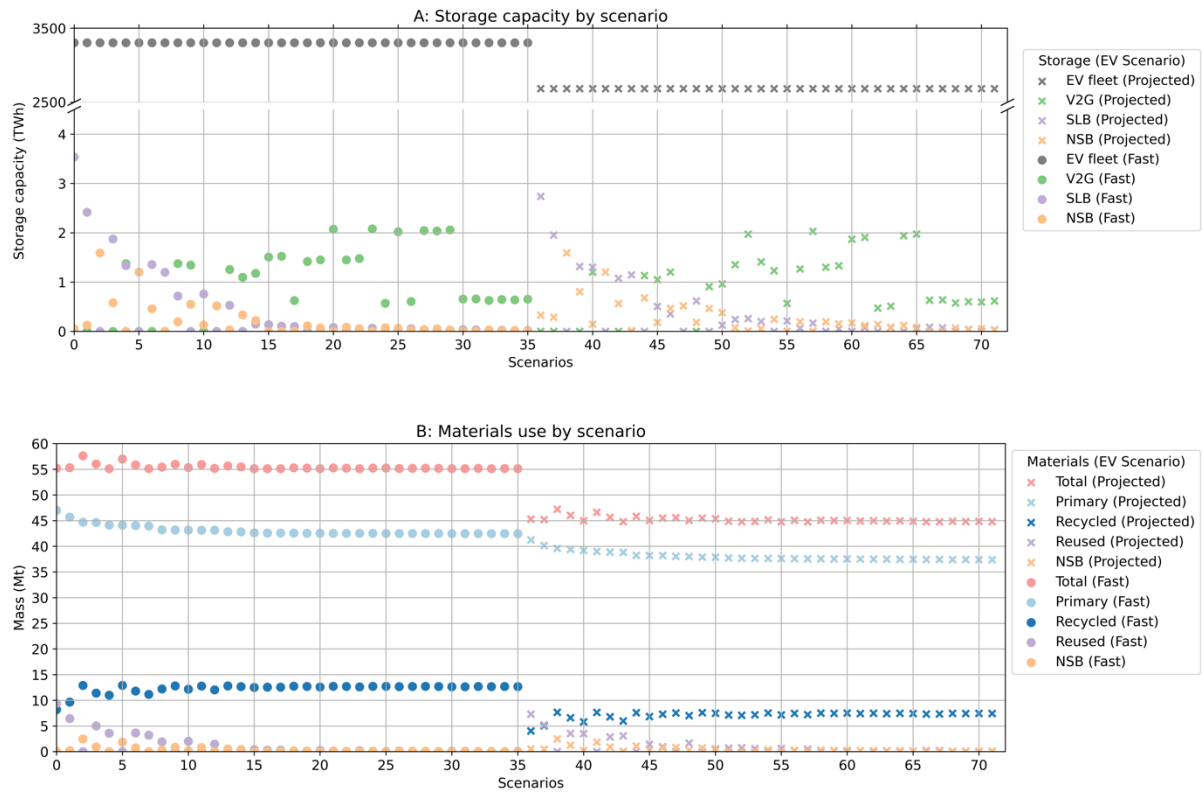 A: Storage capacity by scenario
3500
2500
4
3
2
1
0
Storage capacity (TWh)
0 5 10 15 20 25 30 35 40 45 50 55 60 65 70
Scenarios
Storage (EV Scenario)
EV fleet (Projected)
V2G (Projected)
SLB (Projected)
NSB (Projected)
EV fleet (Fast)
V2G (Fast)
SLB (Fast)
NSB (Fast)
B: Materials use by scenario
60
55
50
45
40
35
30
25
20
15
10
5
0
Mass (Mt)
0 5 10 15 20 25 30 35 40 45 50 55 60 65 70
Scenarios
Materials (EV Scenario)
Total (Projected)
Primary (Projected)
Recycled (Projected)
Reused (Projected)
NSB (Projected)
Total (Fast)
Primary (Fast)
Recycled (Fast)
Reused (Fast)
NSB (Fast)